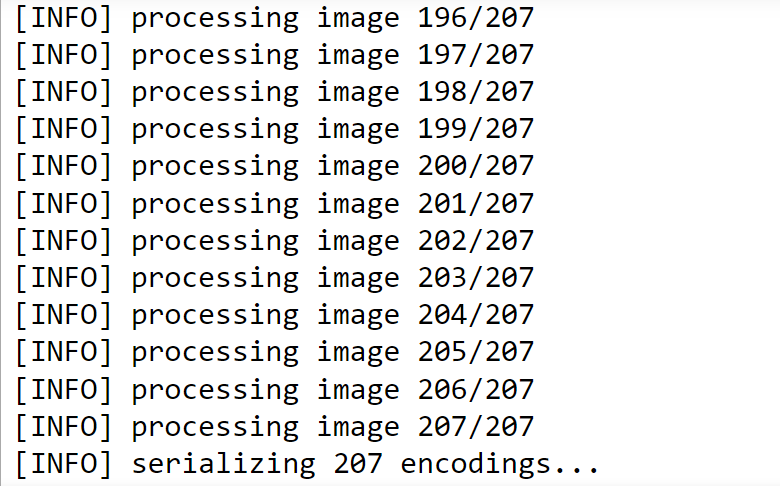 [INFO] processing image 196/207
[INFO] processing image 197/207
[INFO] processing image 198/207
[INFO] processing image 199/207
[INFO] processing image 200/207
[INFO] processing image 201/207
[INFO] processing image 202/207
[INFO] processing image 203/207
[INFO] processing image 204/207
[INFO] processing image 205/207
[INFO] processing image 206/207
[INFO] processing image 207/207
[INFO] serializing 207 encodings...